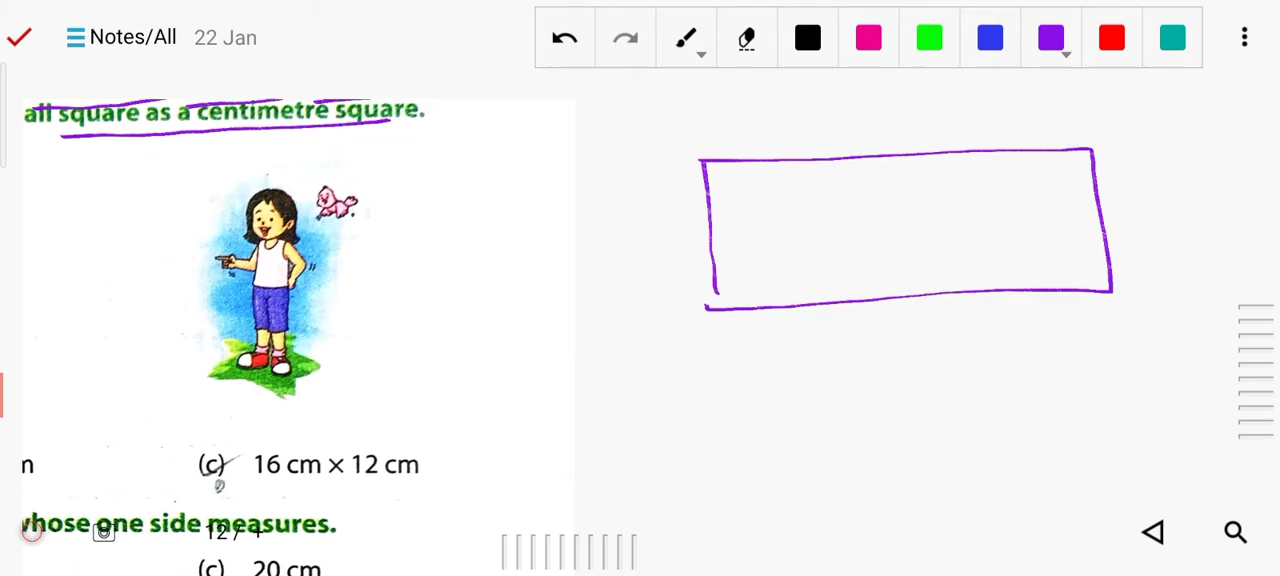 Notes/All 22 Jan
all square as a centimetre square.
(c) 16 cm × 12 cm
whose one side measures.
12 / +
(c) 20 cm